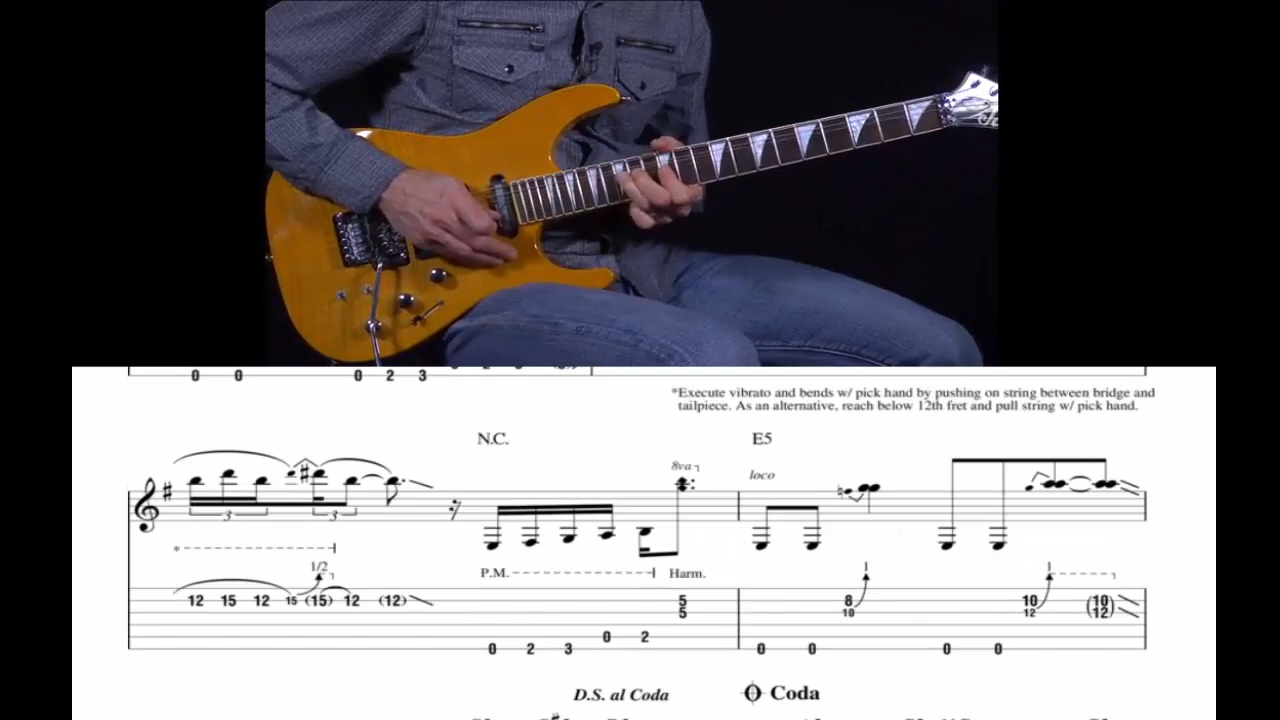 0 0 0 2 3
*Execute vibrato and bends w/ pick hand by pushing on string between bridge and
tailpiece. As an alternative, reach below 12th fret and pull string w/ pick hand.
N.C. E5
8va loco
3 3
*
1/2 P.M. Harm. 1 1
12 15 12 15 (15) 12 (12) 5 8 10 (10)
5 10 12 (12)
0 2
0 2 3 0 0 0 0
D.S. al Coda Coda